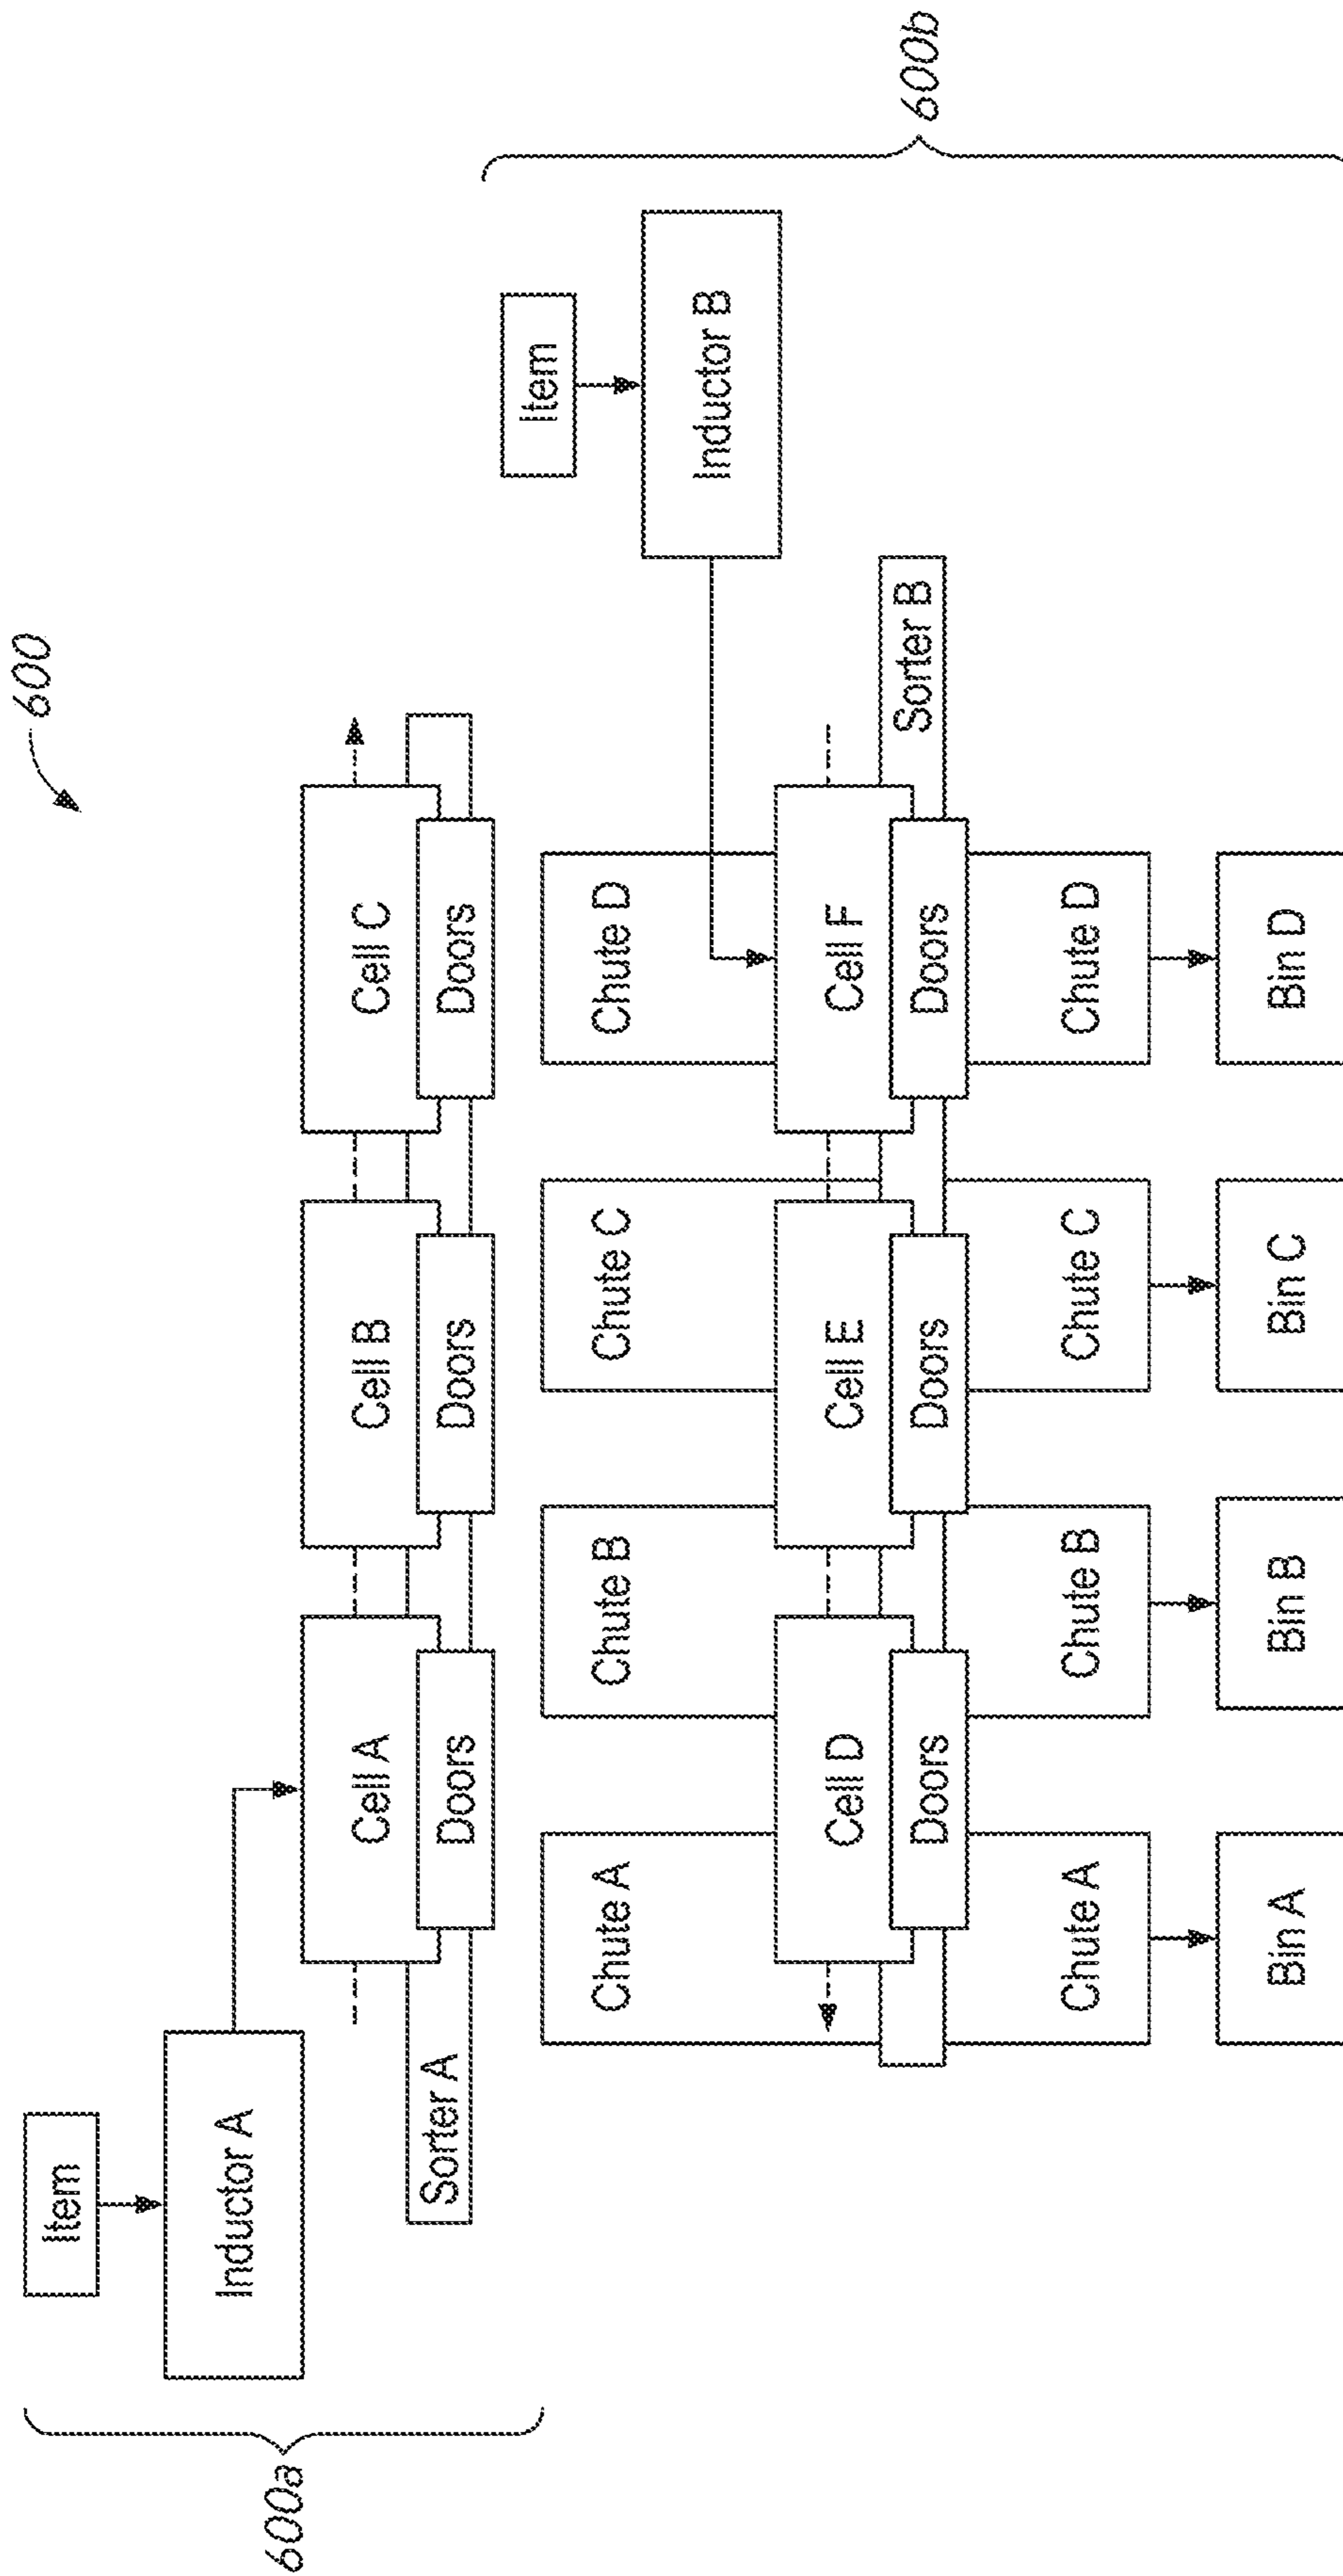 600
600a
Item
Inductor A
Cell A
Cell B
Cell C
Sorter A
Doors
Doors
Doors
600b
Item
Inductor B
Chute A
Chute B
Chute C
Chute D
Cell D
Cell E
Cell F
Doors
Doors
Doors
Sorter B
Chute A
Chute B
Chute C
Chute D
Bin A
Bin B
Bin C
Bin D